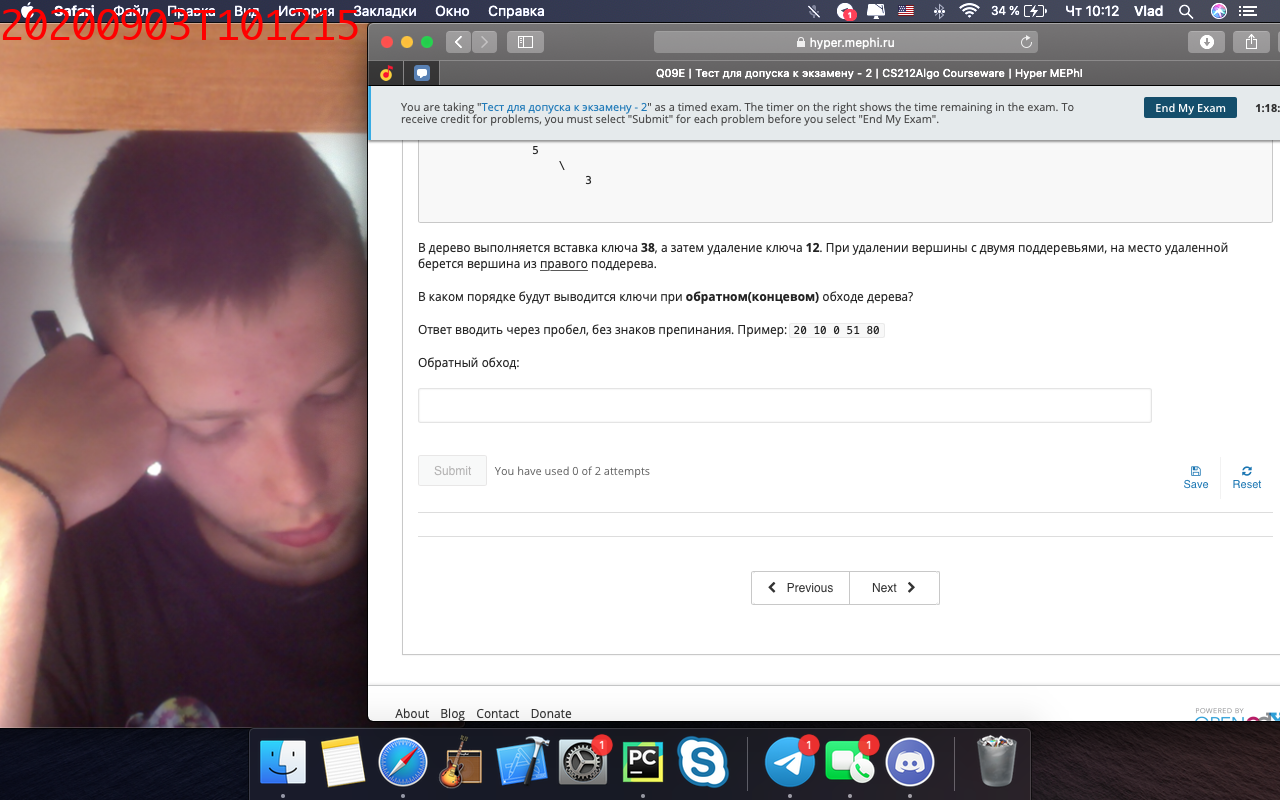 Safari Файл Правка Вид История Закладки Окно Справка 34 % Чт 10:12 Vlad
20200903T101215
hyper.mephi.ru
Q09E | Тест для допуска к экзамену - 2 | CS212Algo Courseware | Hyper MEPhI
You are taking "Тест для допуска к экзамену - 2" as a timed exam. The timer on the right shows the time remaining in the exam. To
receive credit for problems, you must select "Submit" for each problem before you select "End My Exam".
End My Exam
1:18:
5
\
3
В дерево выполняется вставка ключа 38, а затем удаление ключа 12. При удалении вершины с двумя поддеревьями, на место удаленной
берется вершина из правого поддерева.
В каком порядке будут выводится ключи при обратном(концевом) обходе дерева?
Ответ вводить через пробел, без знаков препинания. Пример: 20 10 0 51 80
Обратный обход:
Submit You have used 0 of 2 attempts
Save Reset
Previous Next
About Blog Contact Donate
POWERED BY
PC
1 1 1 1